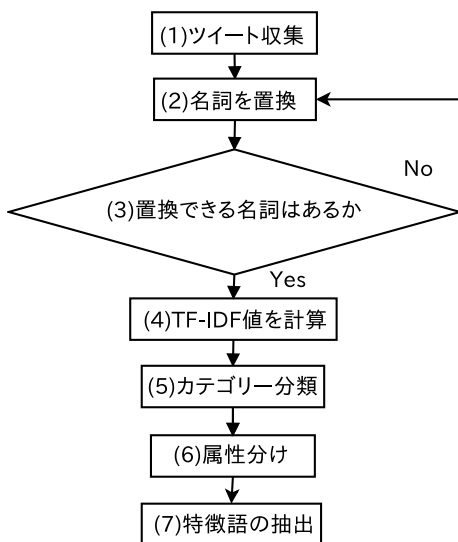 (1)ツイート収集
(2)名詞を置換
No
(3)置換できる名詞はあるか
Yes
(4)TF-IDF値を計算
(5)カテゴリー分類
(6)属性分け
(7)特徴語の抽出